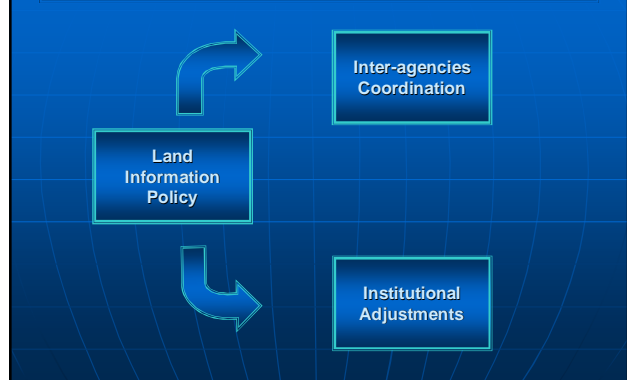 Inter-agencies
Coordination
Land
Information
Policy
Institutional
Adjustments